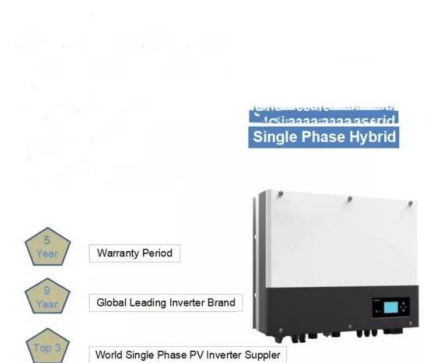 Single Phase Hybrid
5
Year
Warranty Period
9
Year
Global Leading Inverter Brand
Top 3
World Single Phase PV Inverter Suppler